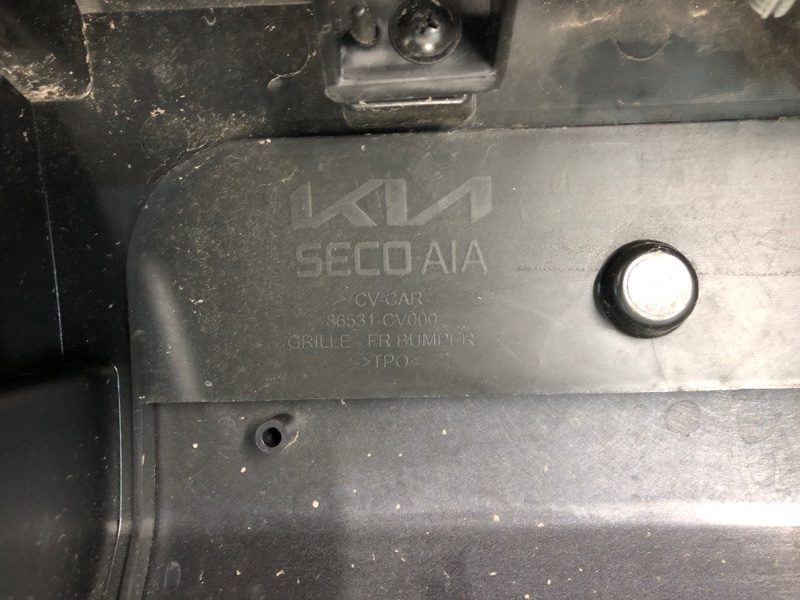 KIA
SECO AIA
CV-CAR
86531-CV000
GRILLE - FR BUMPER
>TPO<